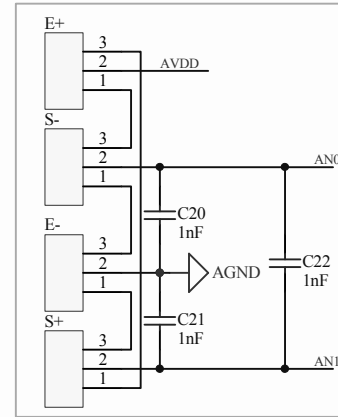 E+
3
2
AVDD
1
S-
3
2
AN0
1
C20
1nF
E-
3
2
AGND
C22
1nF
1
C21
1nF
S+
3
2
AN1
1